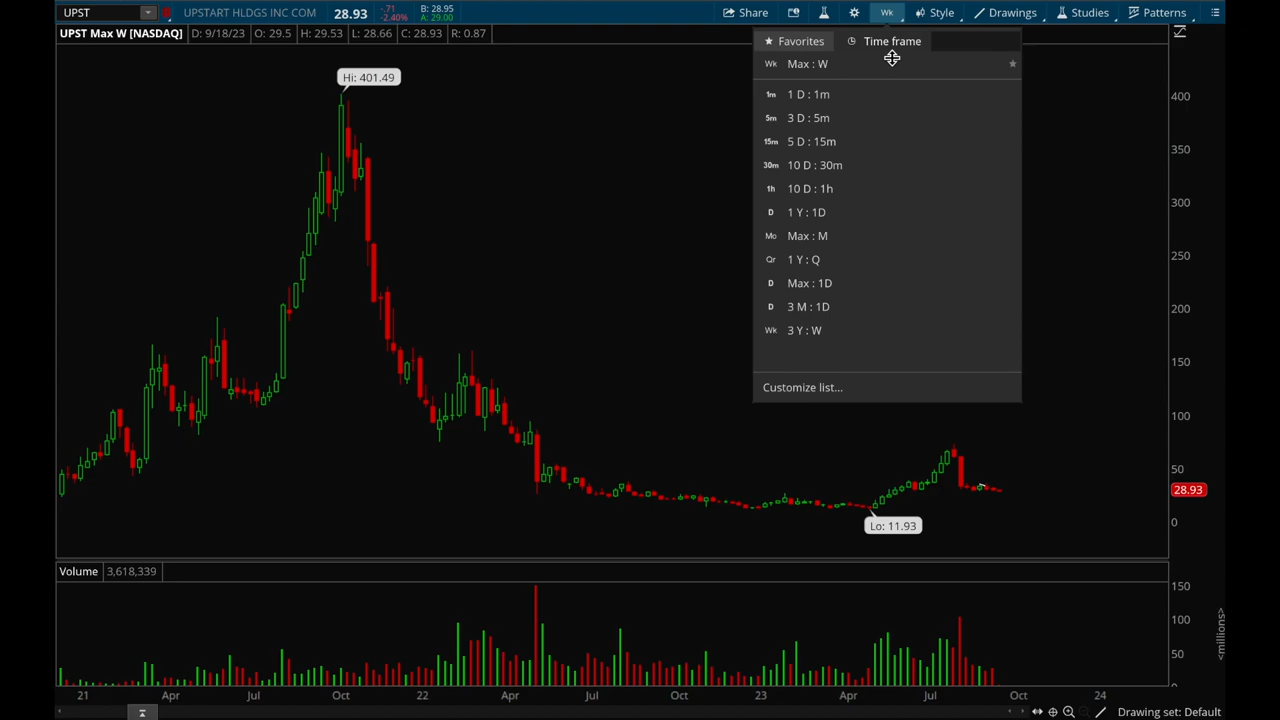 UPST
UPSTART HLDGS INC COM
28.93
-.71
-2.40%
B: 28.95
A: 29.00
Share
Wk
Style
Drawings
Studies
Patterns
UPST Max W [NASDAQ]
D: 9/18/23
O: 29.5
H: 29.53
L: 28.66
C: 28.93
R: 0.87
Favorites
Time frame
Wk Max : W
1m 1 D : 1m
5m 3 D : 5m
15m 5 D : 15m
30m 10 D : 30m
1h 10 D : 1h
D 1 Y : 1D
Mo Max : M
Qr 1 Y : Q
D Max : 1D
D 3 M : 1D
Wk 3 Y : W
Customize list...
Hi: 401.49
Lo: 11.93
400
350
300
250
200
150
100
50
28.93
0
Volume
3,618,339
150
100
50
0
<millions>
21 Apr Jul Oct 22 Apr Jul Oct 23 Apr Jul Oct 24
Drawing set: Default